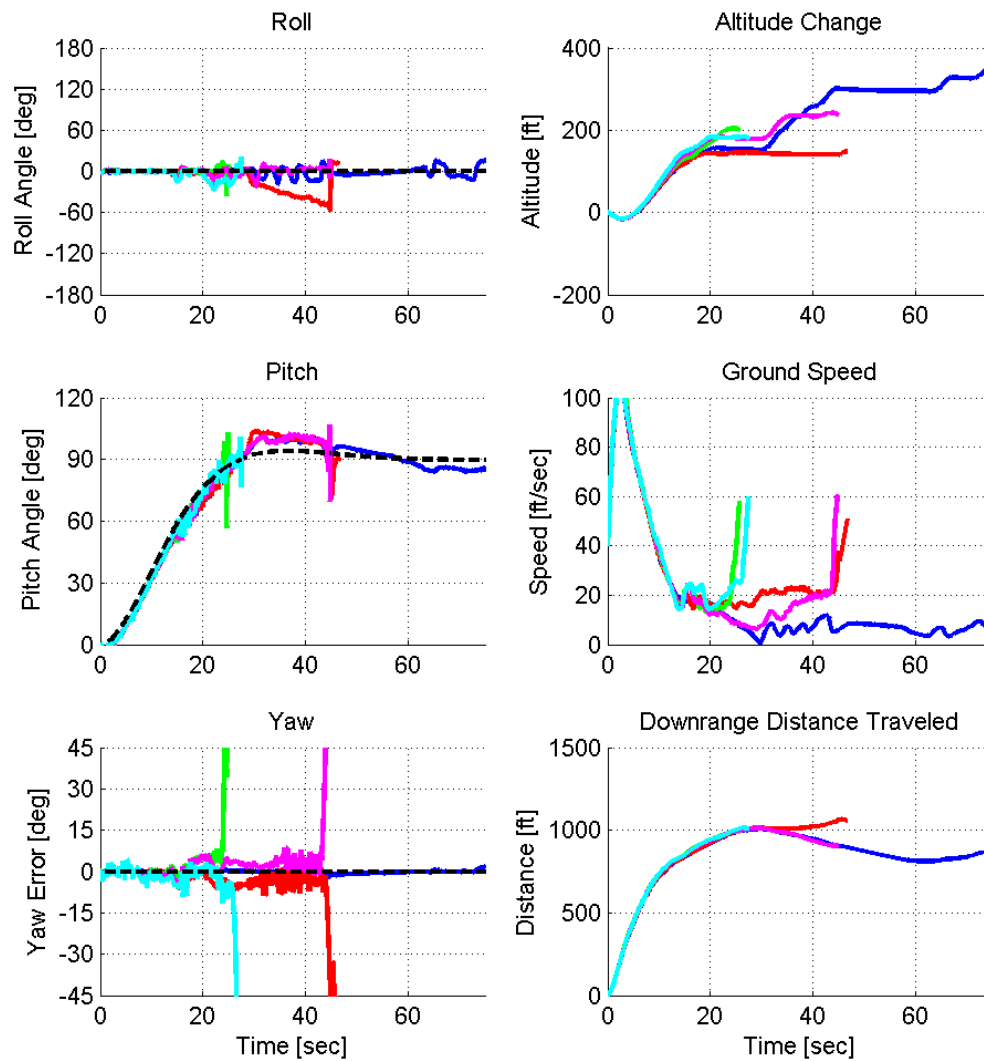 Roll
180
120
60
0
-60
-120
-180
Roll Angle [deg]
0 20 40 60
Altitude Change
400
200
0
-200
Altitude [ft]
0 20 40 60
Pitch
120
90
60
30
0
Pitch Angle [deg]
0 20 40 60
Ground Speed
100
80
60
40
20
0
Speed [ft/sec]
0 20 40 60
Yaw
45
30
15
0
-15
-30
-45
Yaw Error [deg]
0 20 40 60
Time [sec]
Downrange Distance Traveled
1500
1000
500
0
Distance [ft]
0 20 40 60
Time [sec]